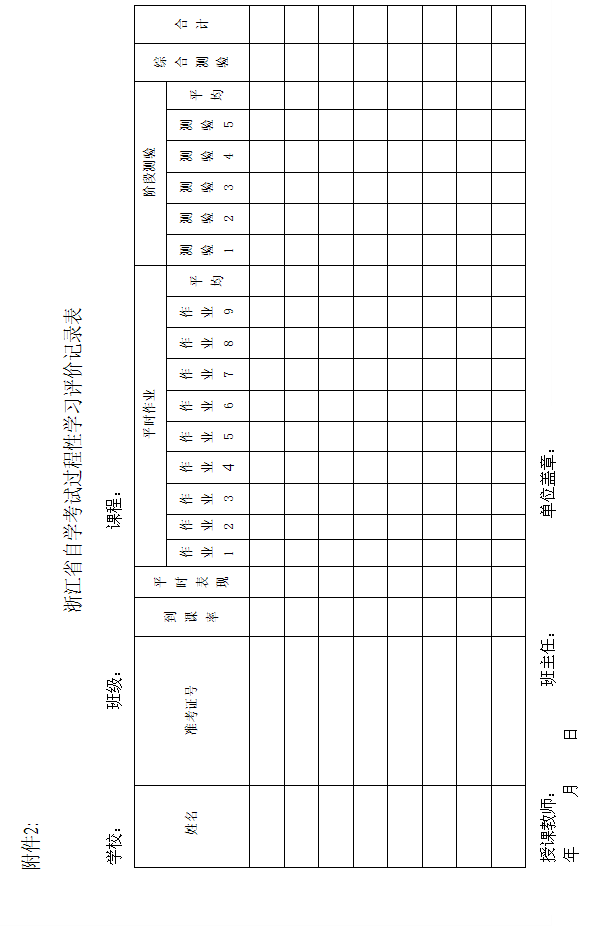 附件2:
浙江省自学考试过程性学习评价记录表
学校： 班级： 课程：
姓名 准考证号 到课率 平时表现 平时作业 阶段测验 综合测验 合计
作业1 作业2 作业3 作业4 作业5 作业6 作业7 作业8 作业9 平均 测验1 测验2 测验3 测验4 测验5 平均
授课教师： 班主任： 单位盖章：
年 月 日